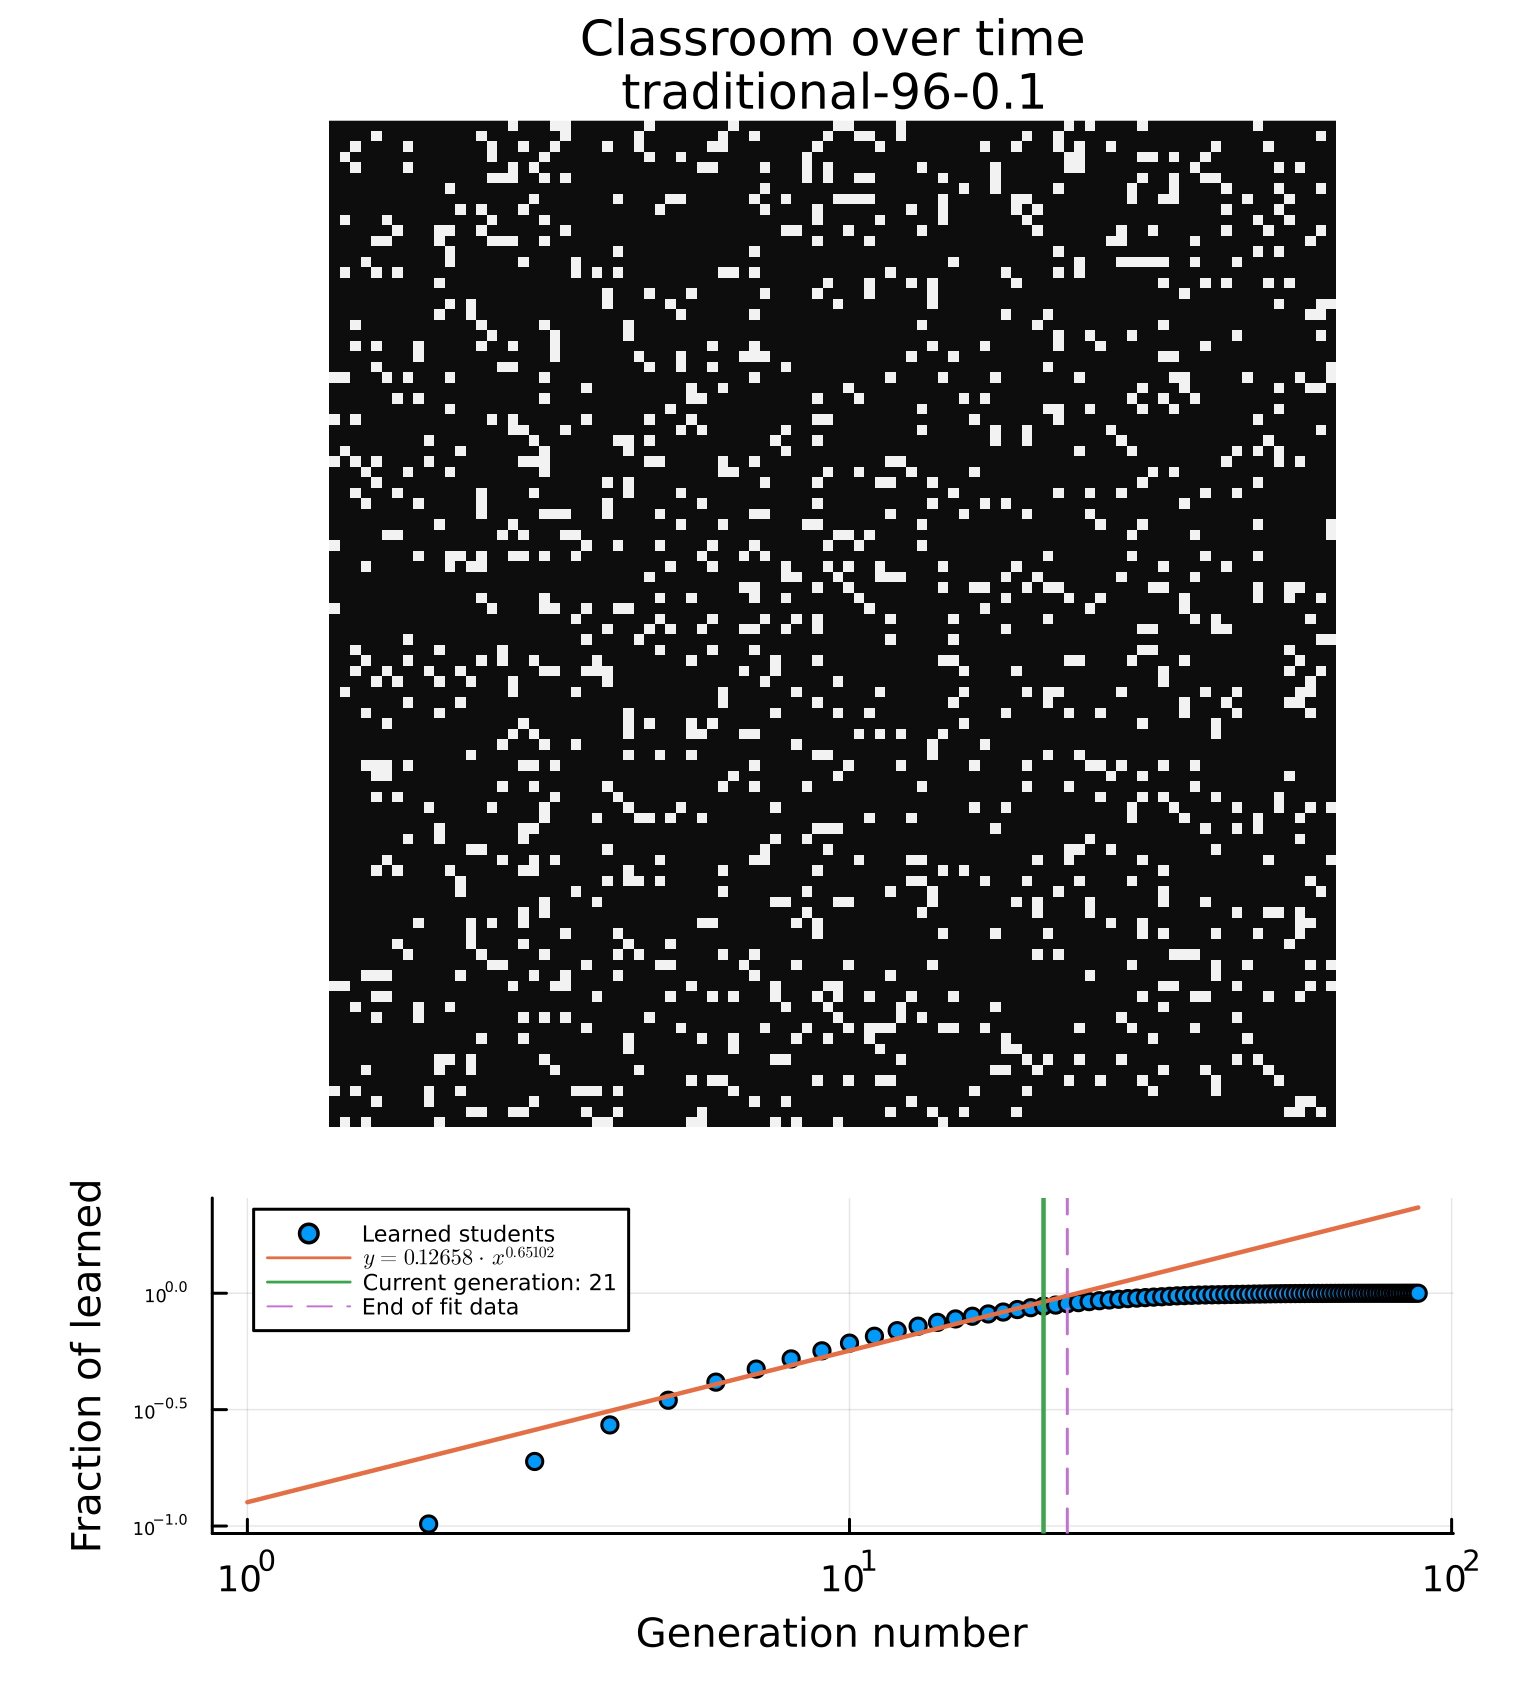 Classroom over time
traditional-96-0.1
Fraction of learned
10^0.0
10^−0.5
10^−1.0
Learned students
y = 0.12658 · x^0.65102
Current generation: 21
End of fit data
10^0
10^1
10^2
Generation number